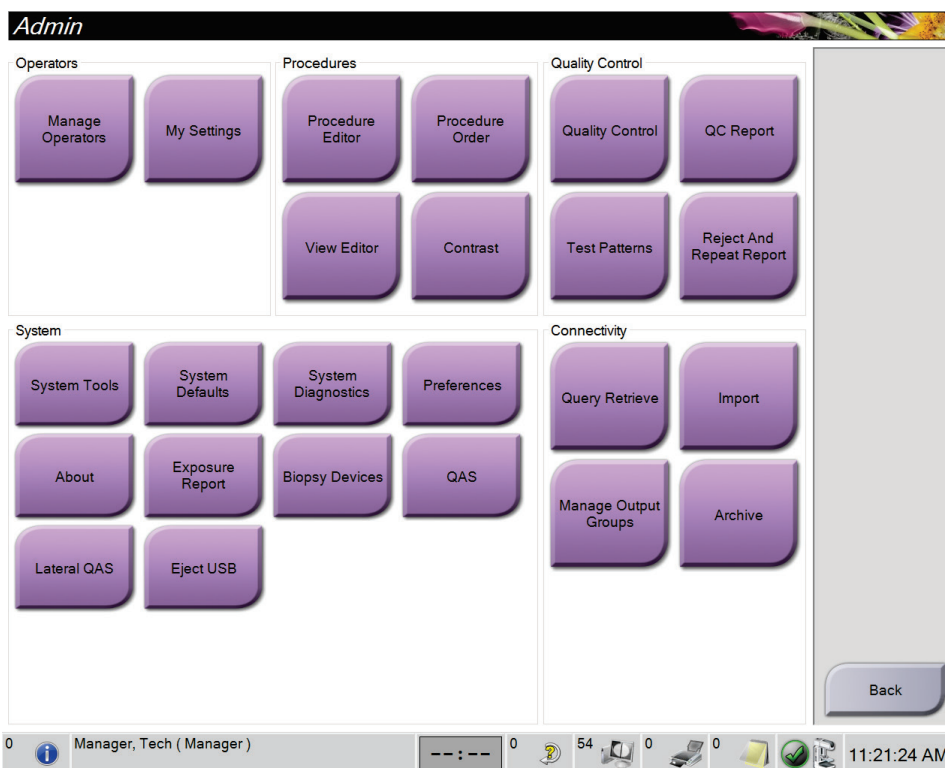 Admin
Operators
Manage
Operators
My Settings
Procedures
Procedure
Editor
Procedure
Order
View Editor
Contrast
Quality Control
Quality Control
QC Report
Test Patterns
Reject And
Repeat Report
System
System Tools
System
Defaults
System
Diagnostics
Preferences
About
Exposure
Report
Biopsy Devices
QAS
Lateral QAS
Eject USB
Connectivity
Query Retrieve
Import
Manage Output
Groups
Archive
Back
0
Manager, Tech ( Manager )
--:--
0
54
0
0
11:21:24 AM